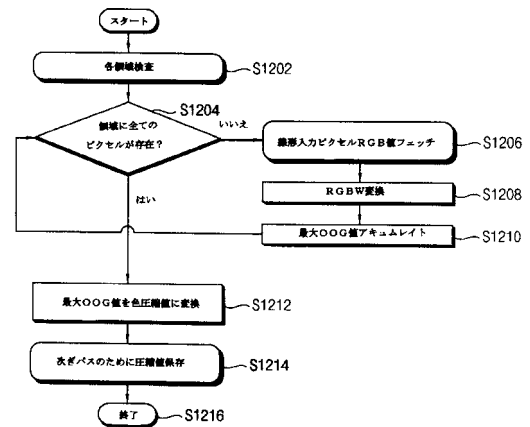 スタート
各領域検査
S1202
S1204
領域に全ての
ピクセルが存在？
いいえ
線形入力ピクセルRGB値フェッチ
S1206
RGBW変換
S1208
はい
最大OOG値アキュムレイト
S1210
最大OOG値を色圧縮値に変換
S1212
次ぎパスのために圧縮値保存
S1214
終了
S1216